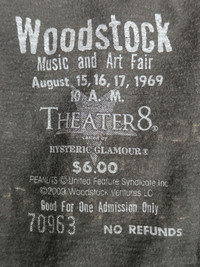 Woodstock
Music and Art Fair
August 15, 16, 17, 1969
10 A. M.
THEATER8®
HYSTERIC GLAMOUR®
$6.00
PEANUTS © United Feature Syndicate Inc
©2009 Woodstock Ventures LC
Good For One Admission Only
70963 NO REFUNDS